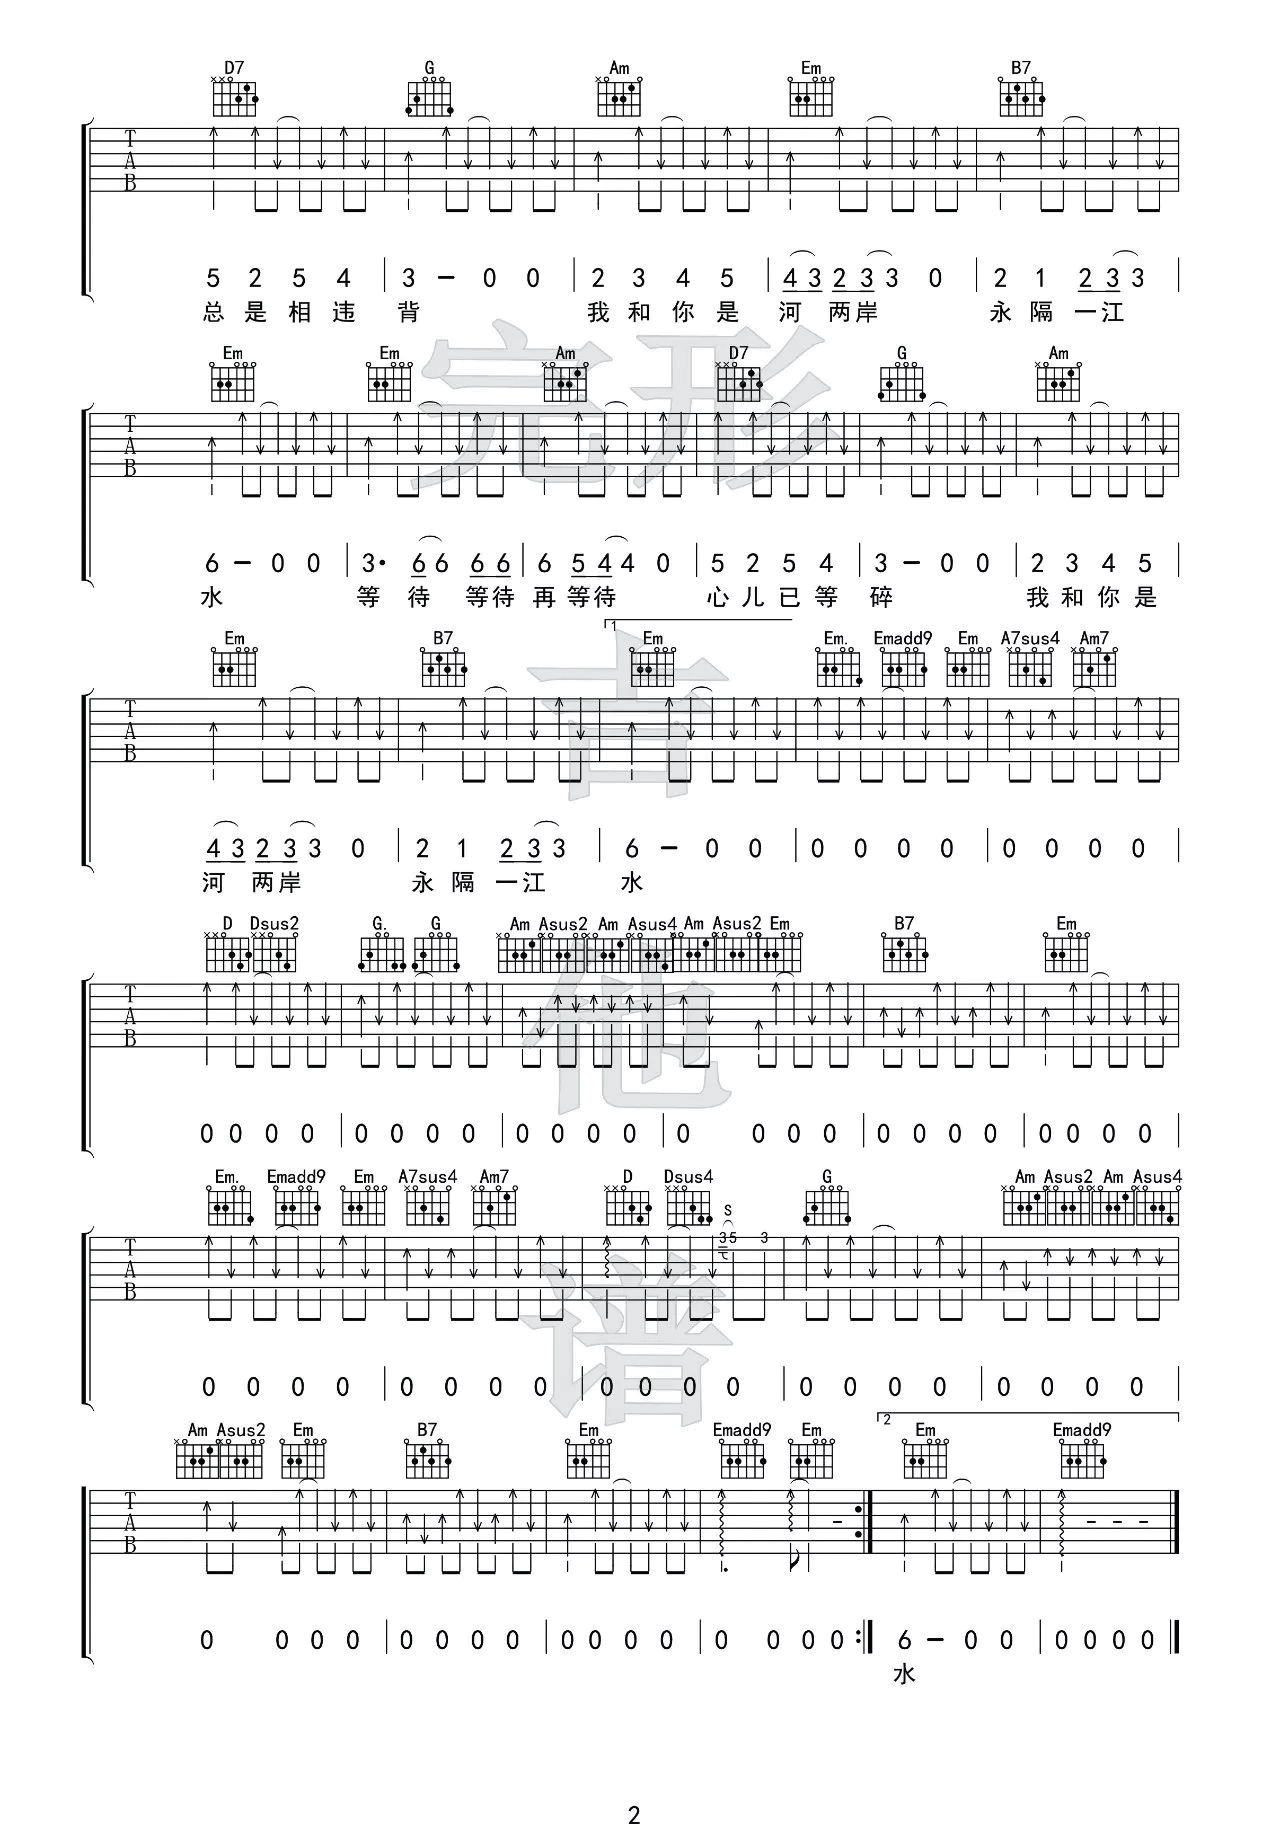 D7 G Am Em B7
T
A
B
5 2 5 4 3 - 0 0 2 3 4 5 4 3 2 3 3 0 2 1 2 3 3
总 是 相 违 背 我 和 你 是 河 两 岸 永 隔 一 江
Em Em Am D7 G Am
T
A
B
6 - 0 0 3· 6 6 6 6 6 5 4 4 0 5 2 5 4 3 - 0 0 2 3 4 5
水 等 待 等 待 再 等 待 心 儿 已 等 碎 我 和 你 是
1
Em B7 Em Em. Emadd9 Em A7sus4 Am7
T
A
B
4 3 2 3 3 0 2 1 2 3 3 6 - 0 0 0 0 0 0 0 0 0 0
河 两 岸 永 隔 一 江 水
D Dsus2 G. G Am Asus2 Am Asus4 Am Asus2 Em B7 Em
T
A
B
0 0 0 0 0 0 0 0 0 0 0 0 0 0 0 0 0 0 0 0 0 0 0 0
Em. Emadd9 Em A7sus4 Am7 D Dsus4 G Am Asus2 Am Asus4
S
3 5 3
T
A
B
0 0 0 0 0 0 0 0 0 0 0 0 0 0 0 0 0 0 0 0
2
Am Asus2 Em B7 Em Emadd9 Em Em Emadd9
T
A
B
0 0 0 0 0 0 0 0 0 0 0 0 0 0 0 0 6 - 0 0 0 0 0 0
水
完形
吉
他
谱
2